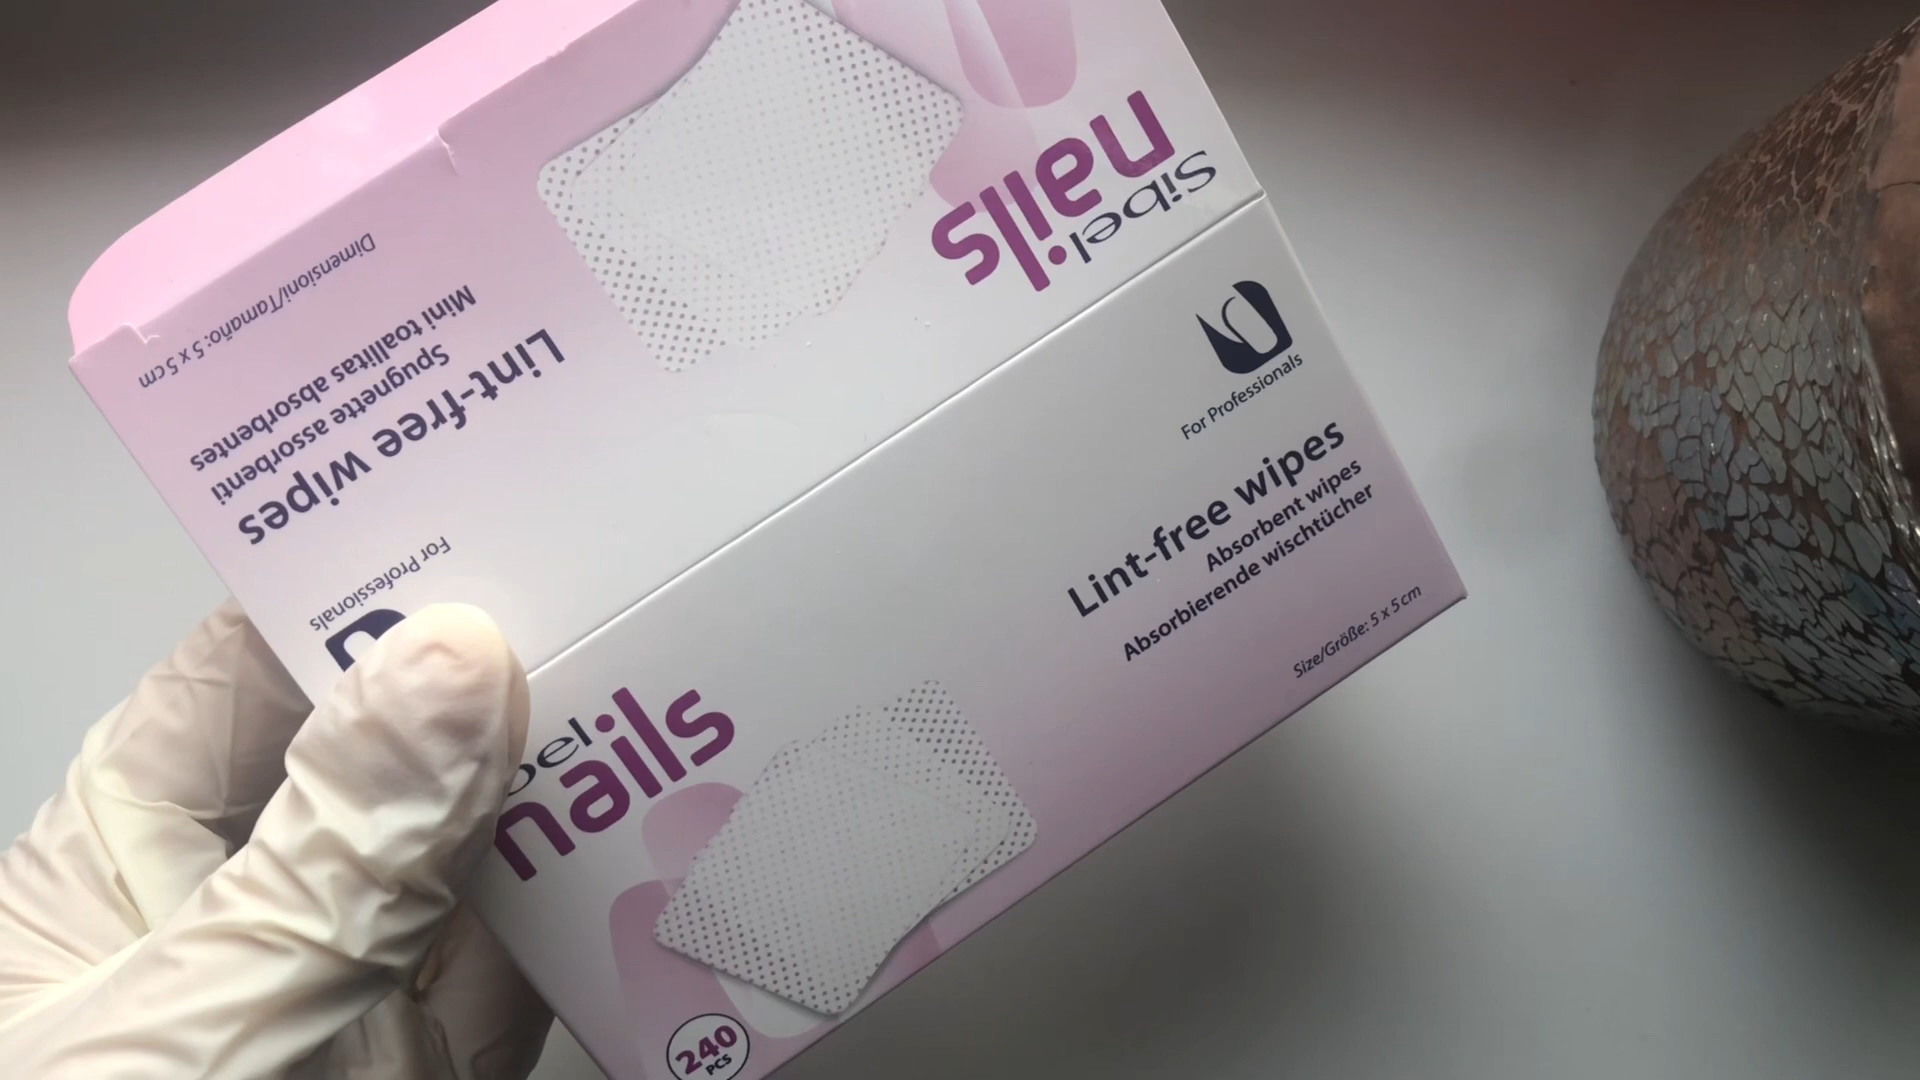 Sibel
nails
Lint-free wipes
Spugnette assorbenti
Mini toallitas absorbentes
Dimensioni/Tamaño: 5 x 5 cm
For Professionals
For Professionals
Lint-free wipes
Absorbent wipes
Absorbierende wischtücher
Size/Größe: 5 x 5 cm
bel
nails
240
PCS